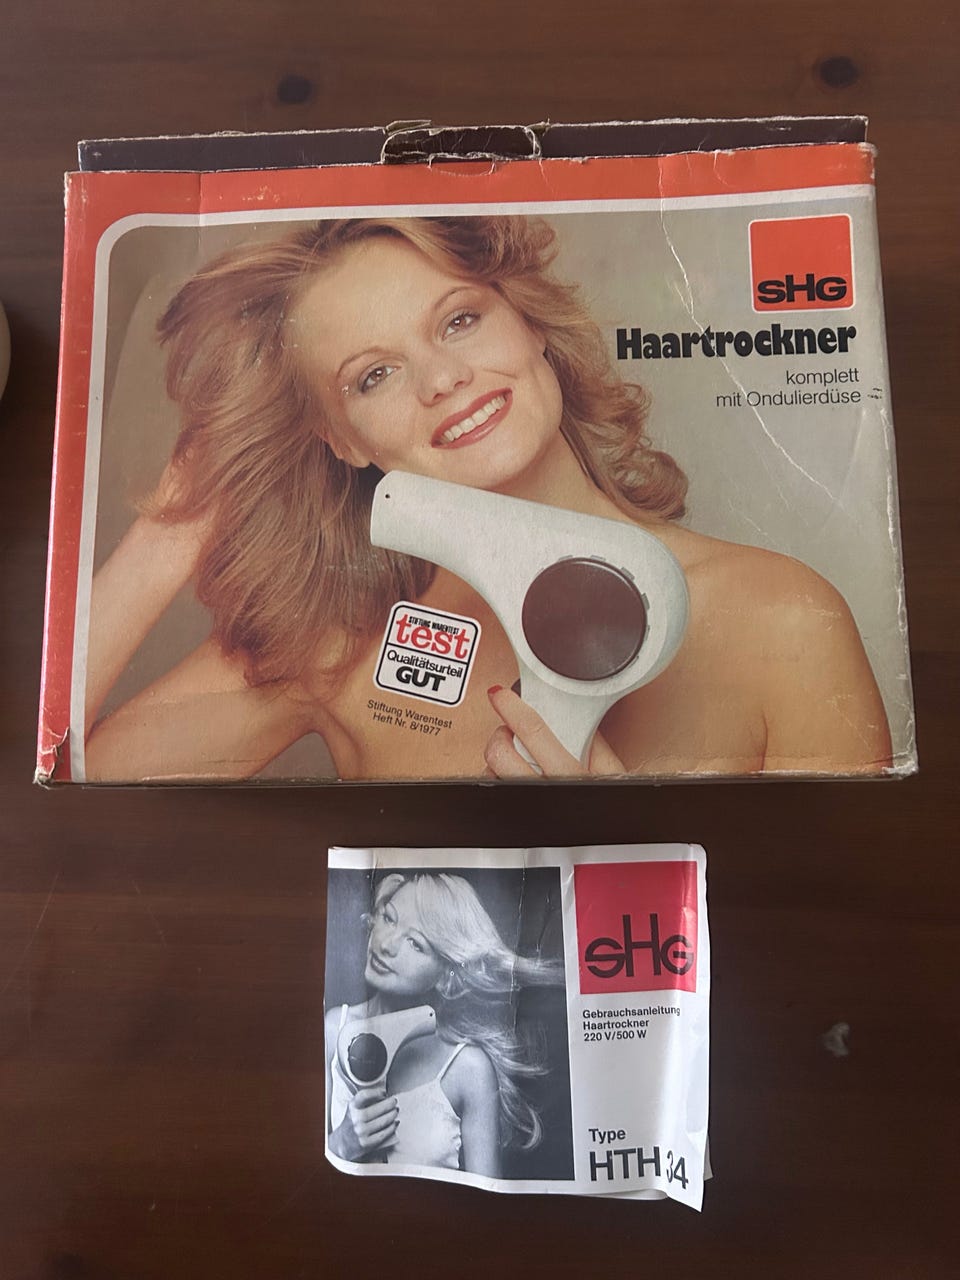 sHG
Haartrockner
komplett
mit Ondulierdüse
STIFTUNG WARENTEST
test
Qualitätsurteil
GUT
Stiftung Warentest
Heft Nr. 8/1977
sHG
Gebrauchsanleitung
Haartrockner
220 V/500 W
Type
HTH 34